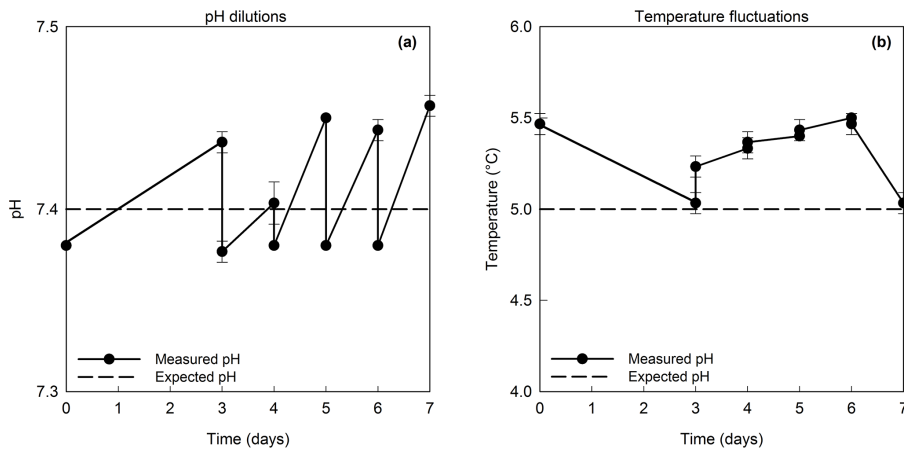 pH dilutions
7.5
(a)
7.4
pH
7.3
Measured pH
Expected pH
0 1 2 3 4 5 6 7
Time (days)
Temperature fluctuations
6.0
(b)
5.5
5.0
4.5
4.0
Temperature (°C)
Measured pH
Expected pH
0 1 2 3 4 5 6 7
Time (days)